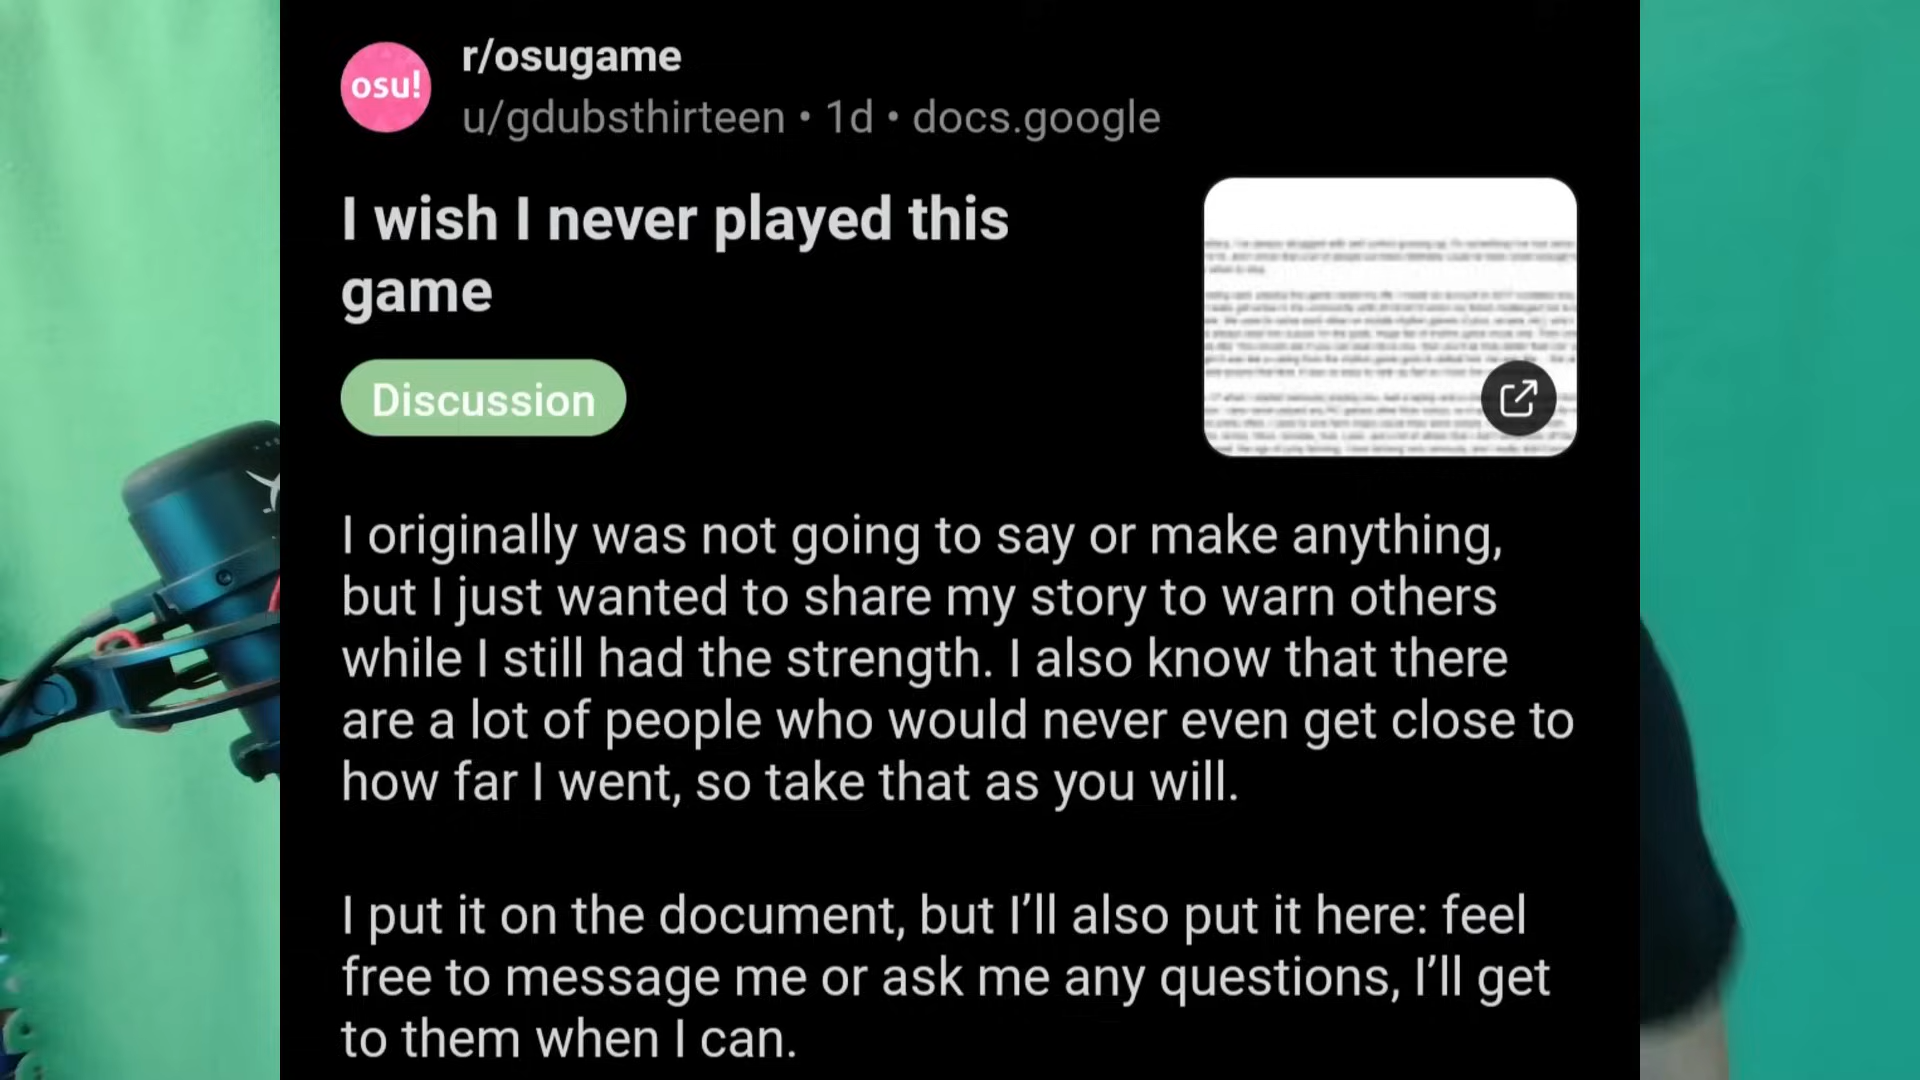 osu!
r/osugame
u/gdubsthirteen • 1d • docs.google
I wish I never played this
game
Discussion
I originally was not going to say or make anything,
but I just wanted to share my story to warn others
while I still had the strength. I also know that there
are a lot of people who would never even get close to
how far I went, so take that as you will.
I put it on the document, but I’ll also put it here: feel
free to message me or ask me any questions, I’ll get
to them when I can.